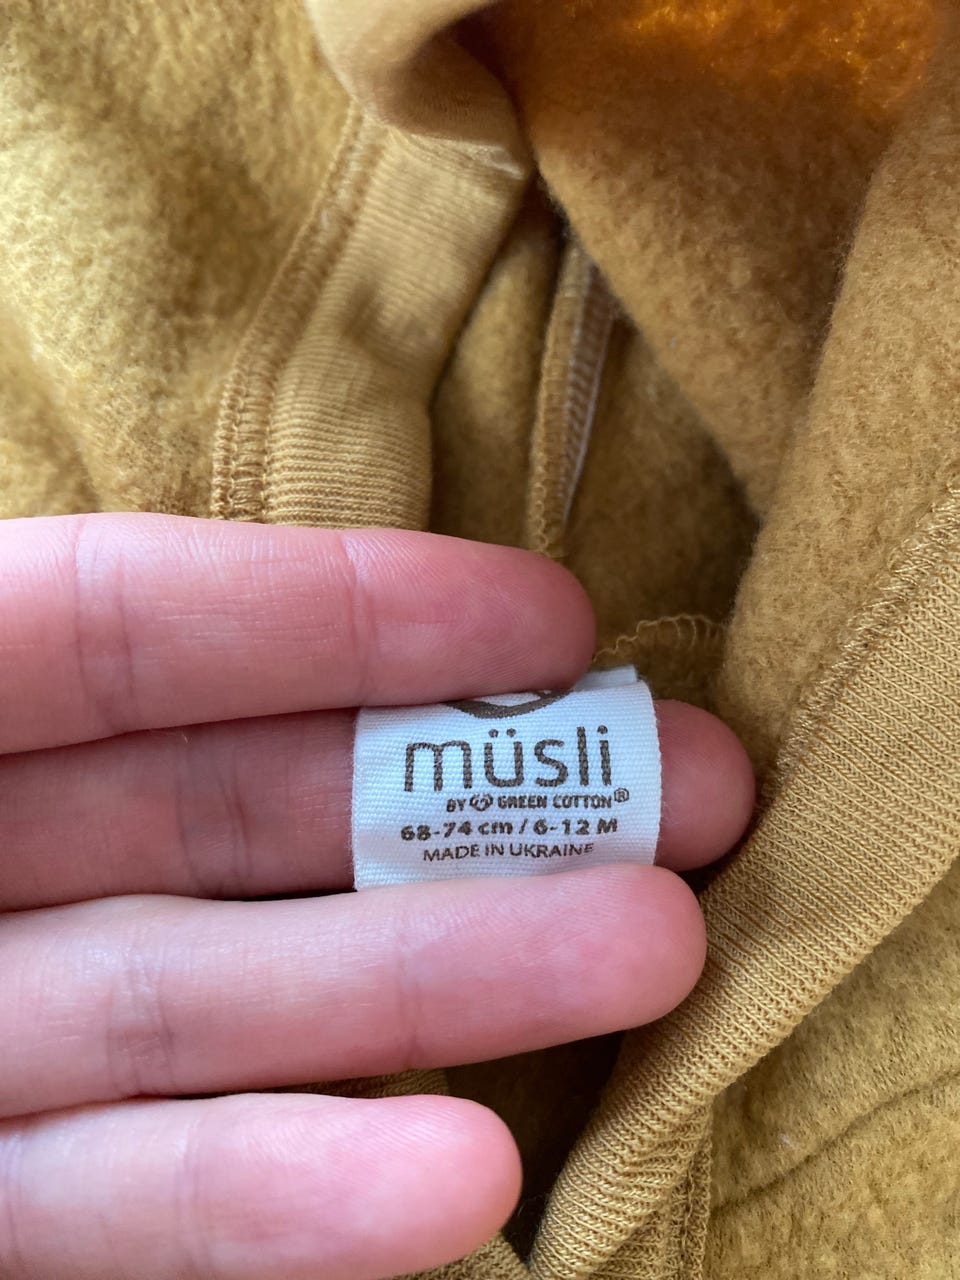 müsli
BY GREEN COTTON®
68-74 cm / 6-12 M
MADE IN UKRAINE